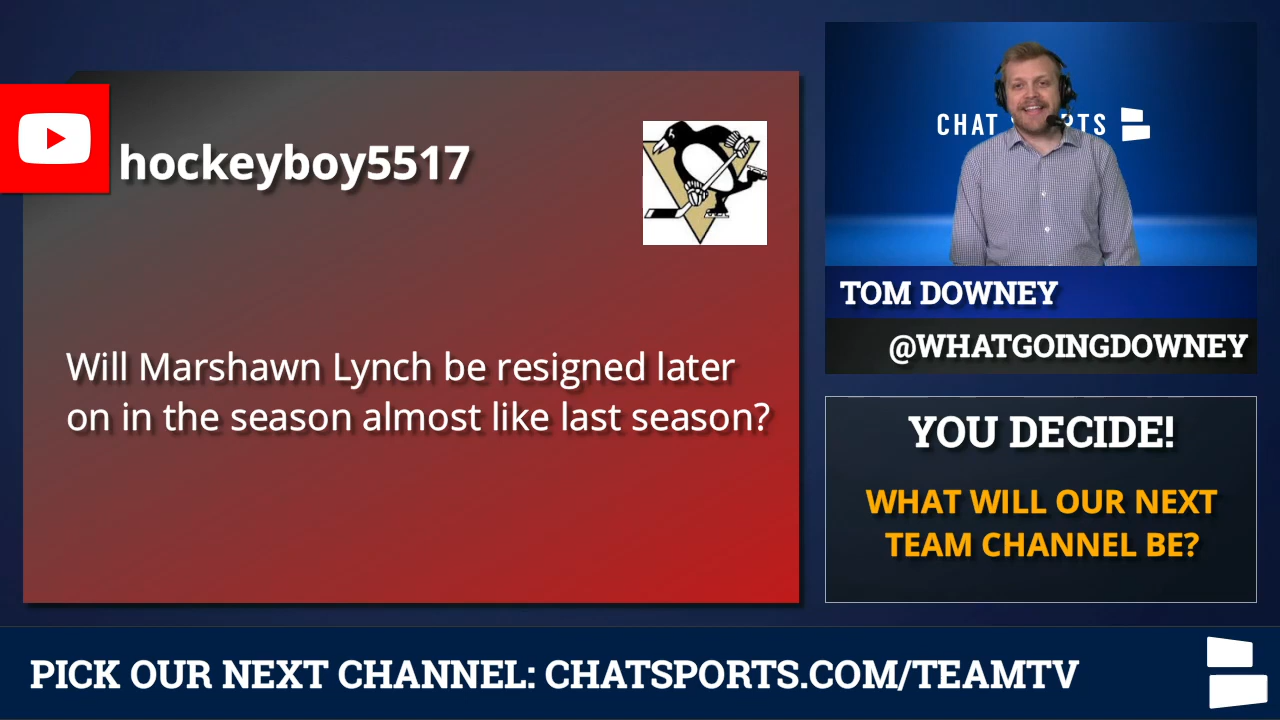 hockeyboy5517
Will Marshawn Lynch be resigned later
on in the season almost like last season?
CHAT SPORTS
TOM DOWNEY
@WHATGOINGDOWNEY
YOU DECIDE!
WHAT WILL OUR NEXT
TEAM CHANNEL BE?
PICK OUR NEXT CHANNEL: CHATSPORTS.COM/TEAMTV